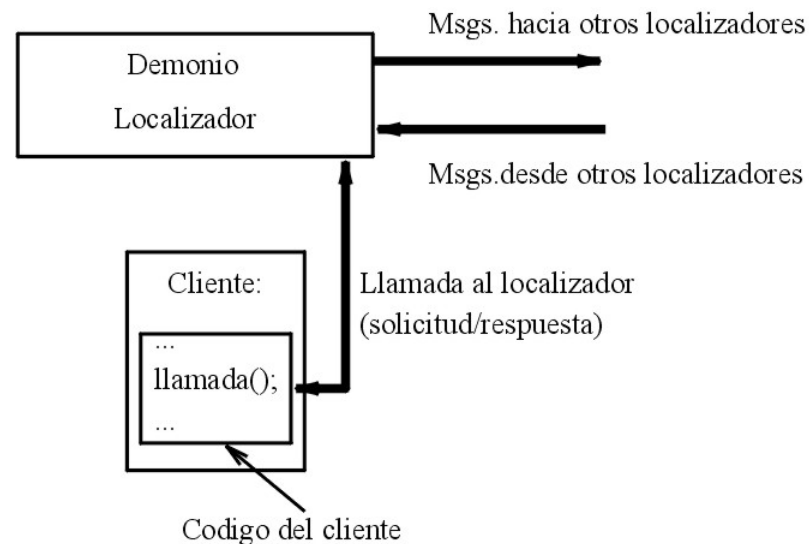 Msgs. hacia otros localizadores
Demonio
Localizador
Msgs.desde otros localizadores
Cliente:
Llamada al localizador
(solicitud/respuesta)
...
llamada();
...
Codigo del cliente